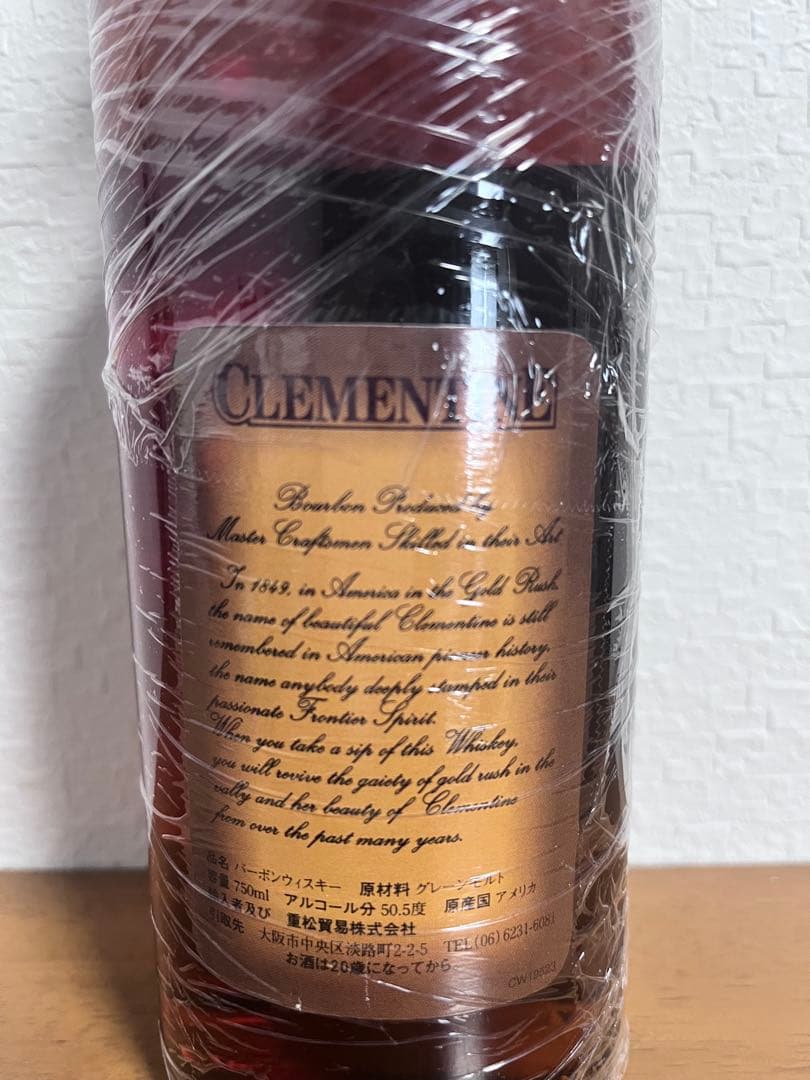 CLEMENTINE
Bourbon Produced by
Master Craftsmen Skilled in their Art
In 1849, in America in the Gold Rush,
the name of beautiful Clementine is still
remembered in American pioneer history,
the name anybody deeply stamped in their
passionate Frontier Spirit.
When you take a sip of this Whiskey,
you will revive the gaiety of gold rush in the
vally and her beauty of Clementine
from over the past many years.
品名 バーボンウィスキー 原材料 グレーンモルト
容量 750ml アルコール分 50.5度 原産国 アメリカ
輸入者及び 重松貿易株式会社
引取先 大阪市中央区淡路町2-2-5 TEL(06)6231-6081
お酒は20歳になってから